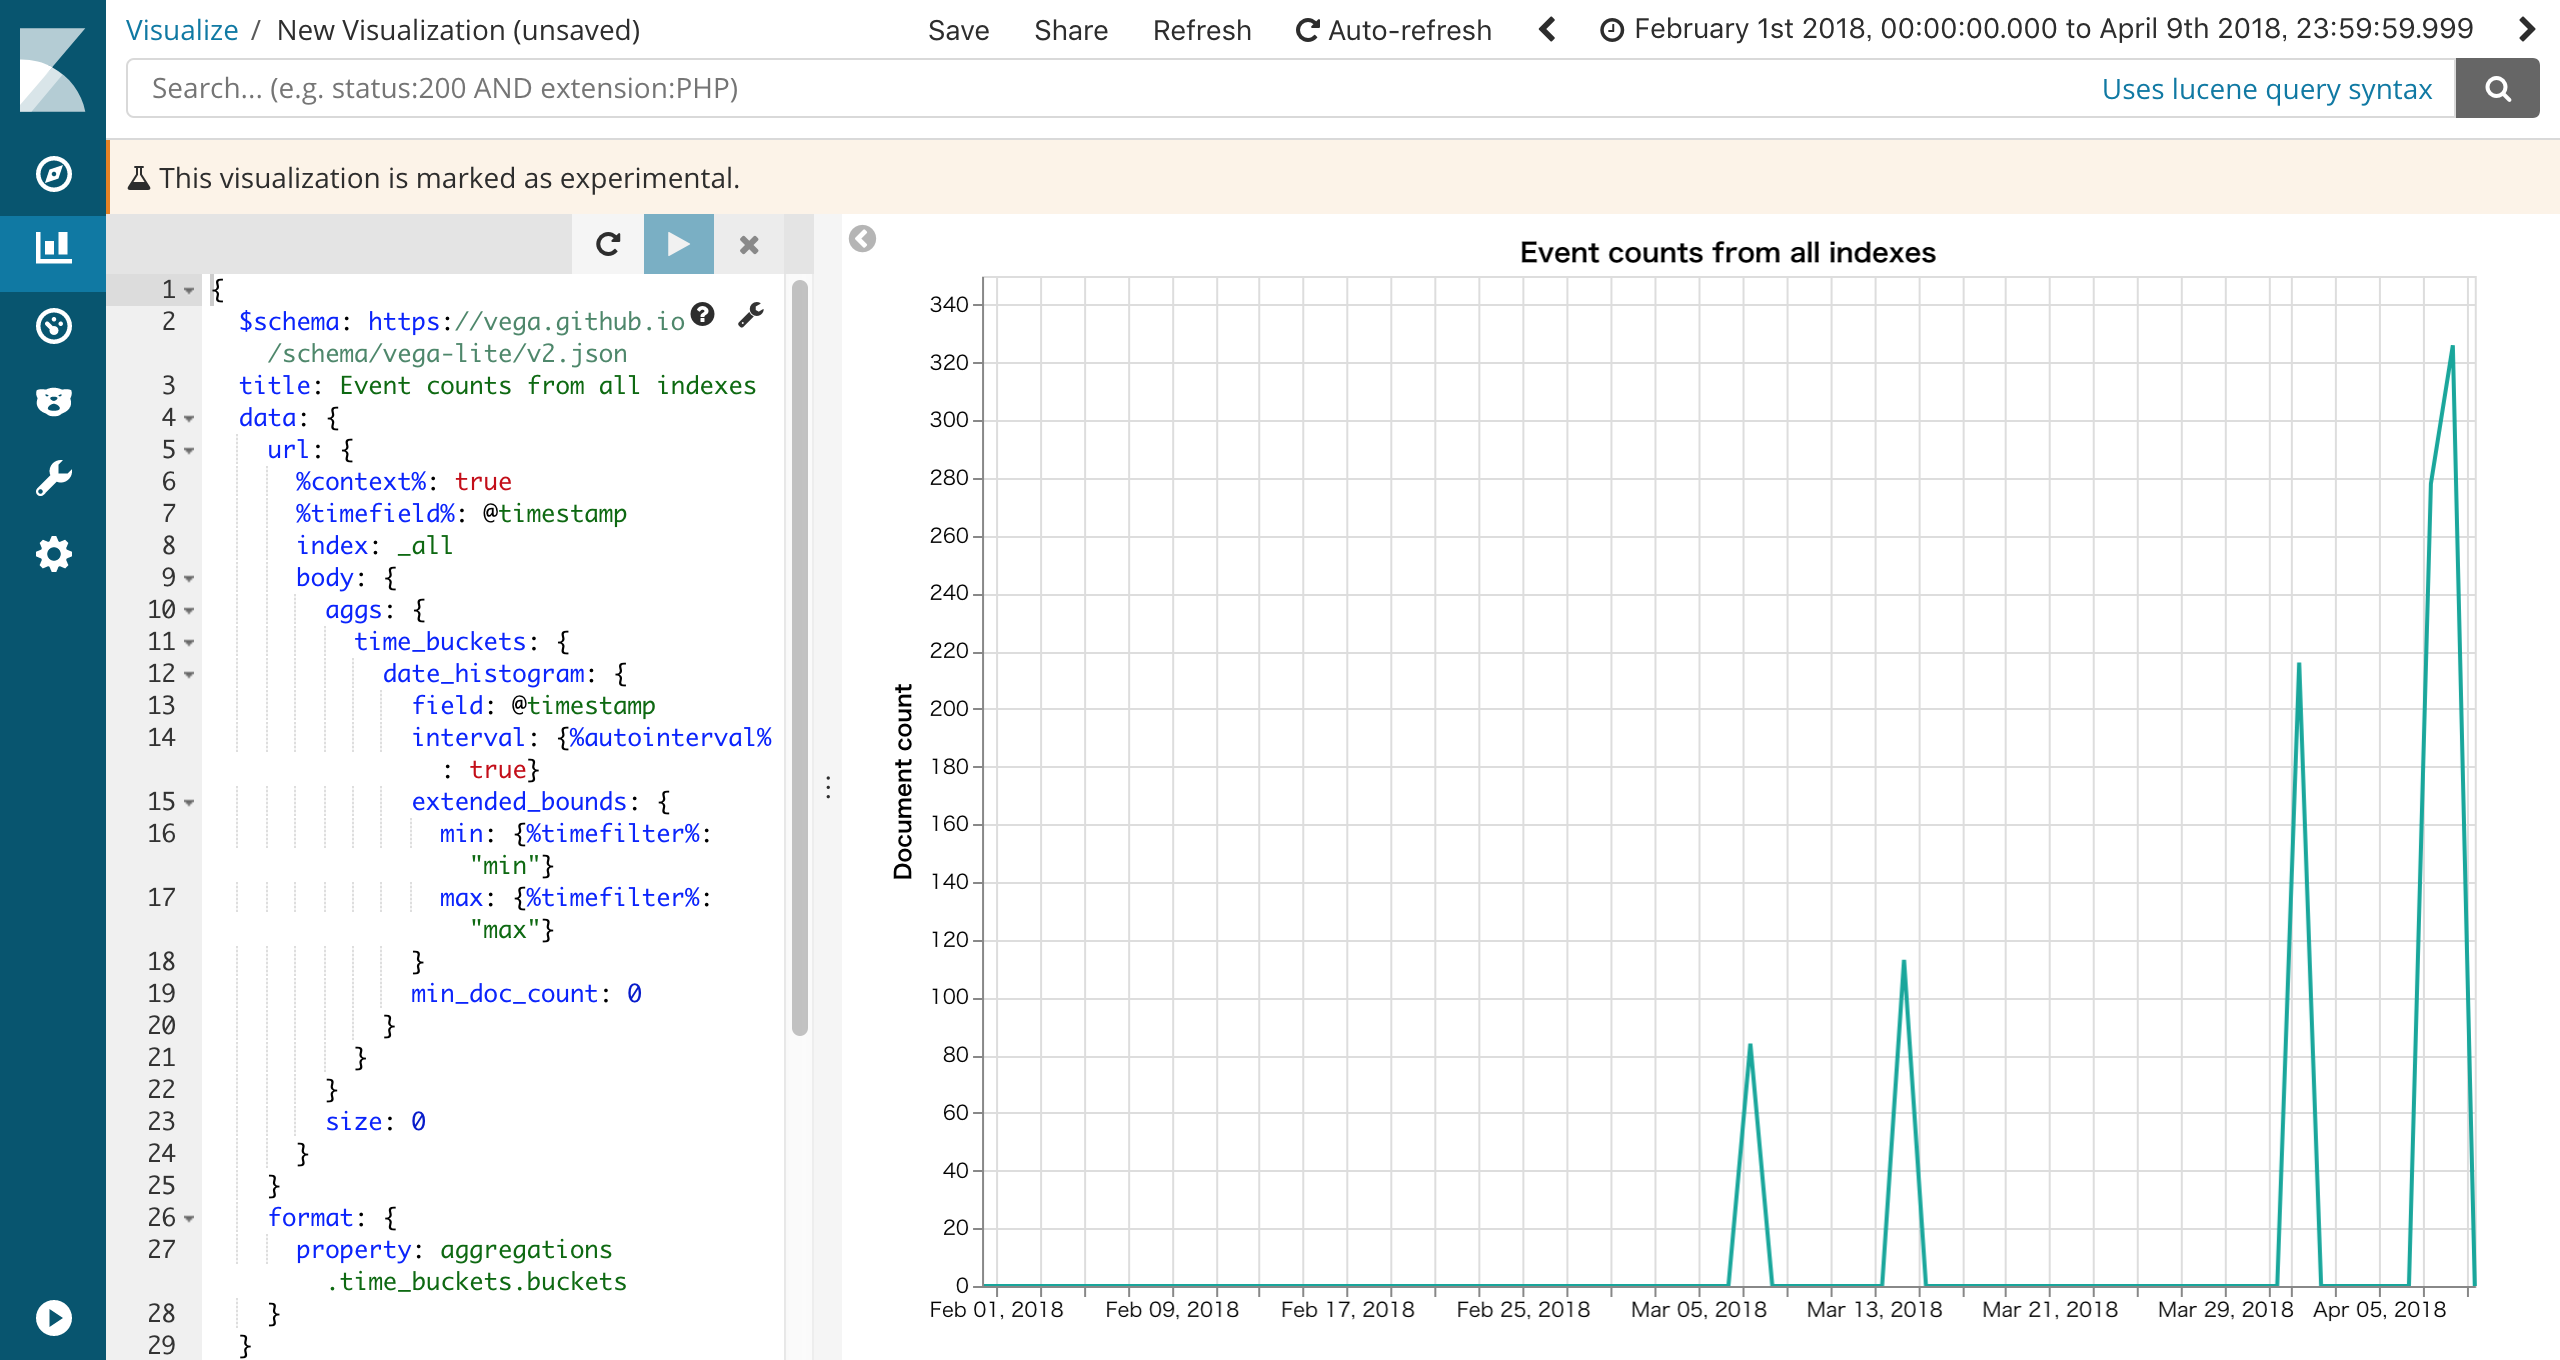 Visualize / New Visualization (unsaved)
Save Share Refresh Auto-refresh February 1st 2018, 00:00:00.000 to April 9th 2018, 23:59:59.999
Search... (e.g. status:200 AND extension:PHP) Uses lucene query syntax
This visualization is marked as experimental.
1 {
2 $schema: https://vega.github.io
/schema/vega-lite/v2.json
3 title: Event counts from all indexes
4 data: {
5 url: {
6 %context%: true
7 %timefield%: @timestamp
8 index: _all
9 body: {
10 aggs: {
11 time_buckets: {
12 date_histogram: {
13 field: @timestamp
14 interval: {%autointerval%
: true}
15 extended_bounds: {
16 min: {%timefilter%:
"min"}
17 max: {%timefilter%:
"max"}
18 }
19 min_doc_count: 0
20 }
21 }
22 }
23 size: 0
24 }
25 }
26 format: {
27 property: aggregations
.time_buckets.buckets
28 }
29 }
Event counts from all indexes
Document count
340
320
300
280
260
240
220
200
180
160
140
120
100
80
60
40
20
0
Feb 01, 2018 Feb 09, 2018 Feb 17, 2018 Feb 25, 2018 Mar 05, 2018 Mar 13, 2018 Mar 21, 2018 Mar 29, 2018 Apr 05, 2018